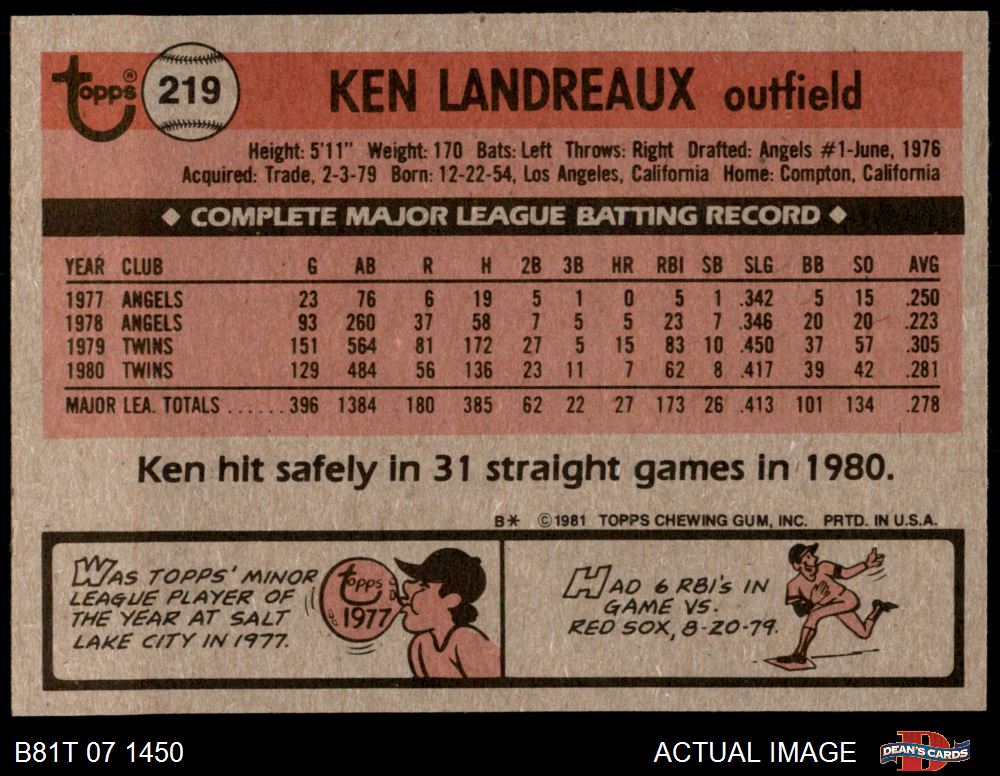 topps® 219 KEN LANDREAUX outfield
Height: 5'11" Weight: 170 Bats: Left Throws: Right Drafted: Angels #1-June, 1976
Acquired: Trade, 2-3-79 Born: 12-22-54, Los Angeles, California Home: Compton, California
◆ COMPLETE MAJOR LEAGUE BATTING RECORD ◆
YEAR CLUB G AB R H 2B 3B HR RBI SB SLG BB SO AVG
1977 ANGELS 23 76 6 19 5 1 0 5 1 .342 5 15 .250
1978 ANGELS 93 260 37 58 7 5 5 23 7 .346 20 20 .223
1979 TWINS 151 564 81 172 27 5 15 83 10 .450 37 57 .305
1980 TWINS 129 484 56 136 23 11 7 62 8 .417 39 42 .281
MAJOR LEA. TOTALS ...... 396 1384 180 385 62 22 27 173 26 .413 101 134 .278
Ken hit safely in 31 straight games in 1980.
B* ©1981 TOPPS CHEWING GUM, INC. PRTD. IN U.S.A.
WAS TOPPS' MINOR
LEAGUE PLAYER OF
THE YEAR AT SALT
LAKE CITY IN 1977.
topps
1977
HAD 6 RBI'S IN
GAME VS.
RED SOX, 8-20-79.
B81T 07 1450 ACTUAL IMAGE DEAN'S CARDS